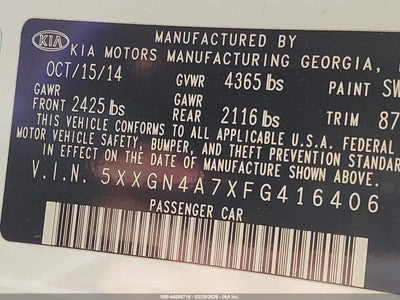 MANUFACTURED BY
KIA KIA MOTORS MANUFACTURING GEORGIA,
OCT/15/14 GVWR 4365 lbs PAINT SW
GAWR GAWR
FRONT 2425 lbs REAR 2116 lbs TRIM 87
THIS VEHICLE CONFORMS TO ALL APPLICABLE U.S.A. FEDERAL
MOTOR VEHICLE SAFETY, BUMPER, AND THEFT PREVENTION STANDA
IN EFFECT ON THE DATE OF MANUFACTURE SHOWN ABOVE.
V.I.N. 5XXGN4A7XFG416406
PASSENGER CAR